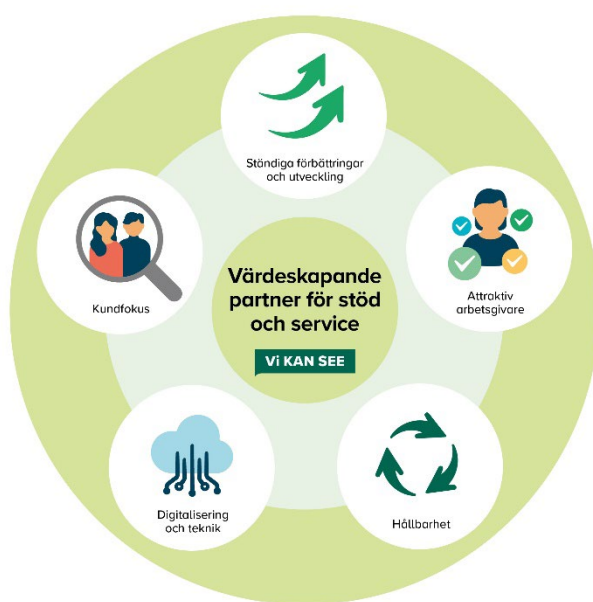 Ständiga förbättringar
och utveckling
Kundfokus
Attraktiv
arbetsgivare
Värdeskapande
partner för stöd
och service
Vi KAN SEE
Digitalisering
och teknik
Hållbarhet